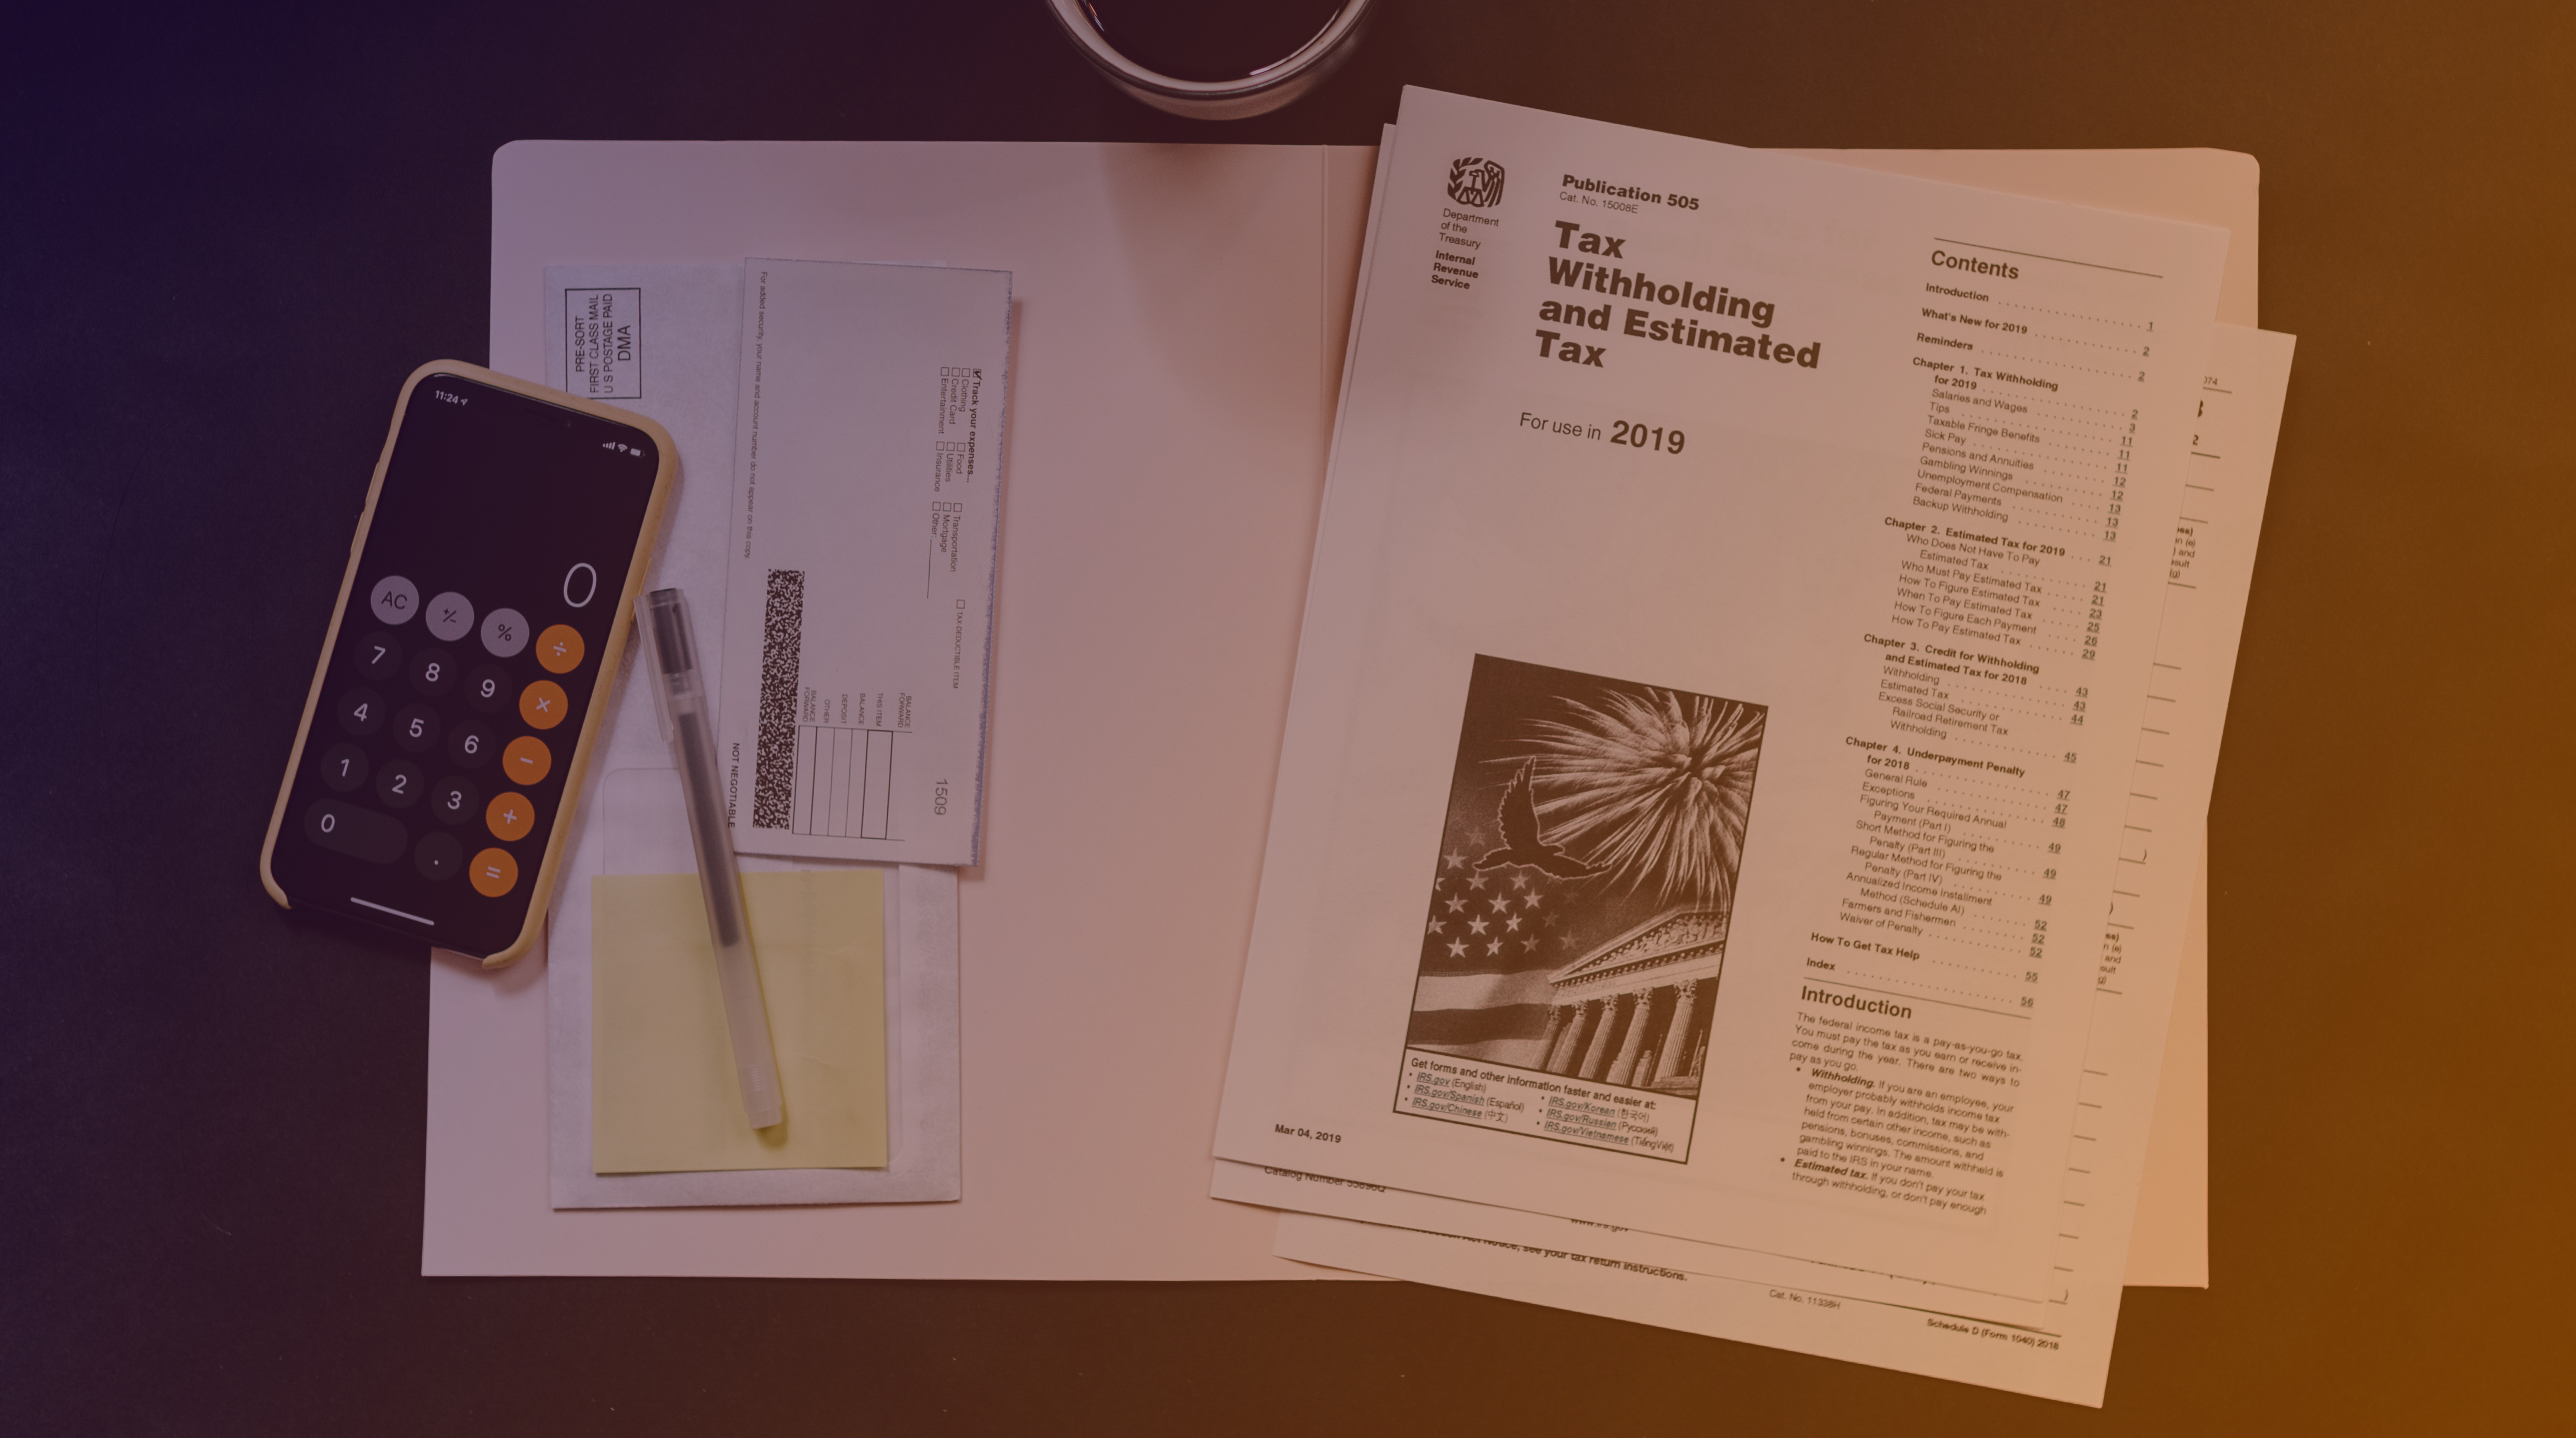 11:24
0
AC
+/-
%
÷
7
8
9
×
4
5
6
−
1
2
3
+
0
.
=
PRE-SORT
FIRST CLASS MAIL
U S POSTAGE PAID
DMA
For added security, your name and account number do not appear on this copy.
Track your expenses...
Clothing
Food
Transportation
Credit Card
Utilities
Mortgage
Entertainment
Insurance
Other:
TAX DEDUCTIBLE ITEM
BALANCE
FORWARD
THIS ITEM
BALANCE
DEPOSIT
OTHER
BALANCE
FORWARD
1509
NOT NEGOTIABLE
Department
of the
Treasury
Internal
Revenue
Service
Publication 505
Cat. No. 15008E
Tax
Withholding
and Estimated
Tax
For use in 2019
Get forms and other information faster and easier at:
• IRS.gov (English)
• IRS.gov/Spanish (Español)
• IRS.gov/Chinese (中文)
• IRS.gov/Korean (한국어)
• IRS.gov/Russian (Русский)
• IRS.gov/Vietnamese (Tiếng Việt)
Mar 04, 2019
Contents
Introduction . . . . . . . . . . . . 1
What's New for 2019 . . . . . . . . . . 2
Reminders . . . . . . . . . . . . 2
Chapter 1. Tax Withholding
for 2019 . . . . . . . . . . 2
Salaries and Wages . . . . . . . . 3
Tips . . . . . . . . . . 11
Taxable Fringe Benefits . . . . . . 11
Sick Pay . . . . . . . . . . 11
Pensions and Annuities . . . . . . 12
Gambling Winnings . . . . . . . . 12
Unemployment Compensation . . . . 13
Federal Payments . . . . . . . . 13
Backup Withholding . . . . . . . . 13
Chapter 2. Estimated Tax for 2019 . . . 21
Who Does Not Have To Pay
Estimated Tax . . . . . . . . 21
Who Must Pay Estimated Tax . . . . 21
How To Figure Estimated Tax . . . . 23
When To Pay Estimated Tax . . . . 25
How To Figure Each Payment . . . . 26
How To Pay Estimated Tax . . . . . 29
Chapter 3. Credit for Withholding
and Estimated Tax for 2018 . . . . 43
Withholding . . . . . . . . 43
Estimated Tax . . . . . . . . 44
Excess Social Security or
Railroad Retirement Tax
Withholding . . . . . . . . 45
Chapter 4. Underpayment Penalty
for 2018 . . . . . . . . . . 47
General Rule . . . . . . . . 47
Exceptions . . . . . . . . 48
Figuring Your Required Annual
Payment (Part I) . . . . . . 49
Short Method for Figuring the
Penalty (Part III) . . . . . . 49
Regular Method for Figuring the
Penalty (Part IV) . . . . . . 49
Annualized Income Installment
Method (Schedule AI) . . . . . . 52
Farmers and Fishermen . . . . . . 52
Waiver of Penalty . . . . . . . . 52
How To Get Tax Help . . . . . . . . 55
Index . . . . . . . . . . . . 56
Introduction
The federal income tax is a pay-as-you-go tax.
You must pay the tax as you earn or receive in-
come during the year. There are two ways to
pay as you go.
• Withholding. If you are an employee, your
employer probably withholds income tax
from your pay. In addition, tax may be with-
held from certain other income, such as
pensions, bonuses, commissions, and
gambling winnings. The amount withheld is
paid to the IRS in your name.
• Estimated tax. If you don't pay your tax
through withholding, or don't pay enough
Catalog Number
www.irs.gov
see your tax return instructions.
Cat. No. 11338H
Schedule D (Form 1040) 2018